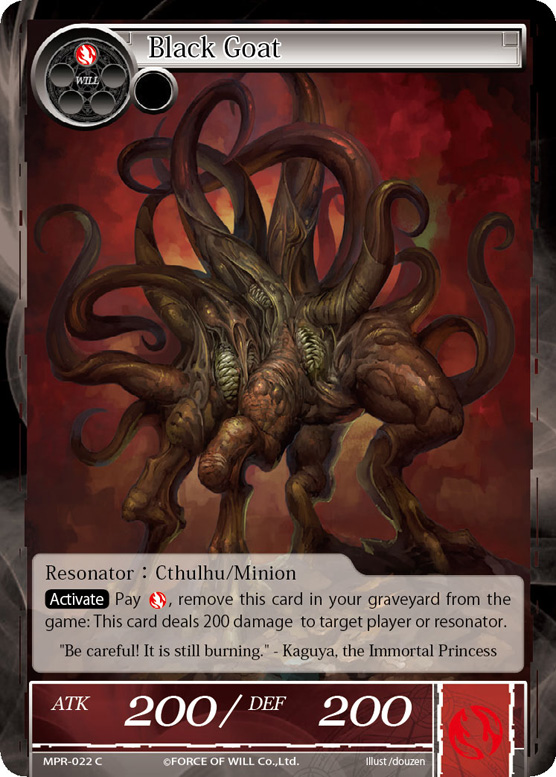 Black Goat
WILL
Resonator : Cthulhu/Minion
Activate Pay , remove this card in your graveyard from the
game: This card deals 200 damage to target player or resonator.
"Be careful! It is still burning." - Kaguya, the Immortal Princess
ATK 200 / DEF 200
MPR-022 C ©FORCE OF WILL Co.,Ltd. Illust /douzen